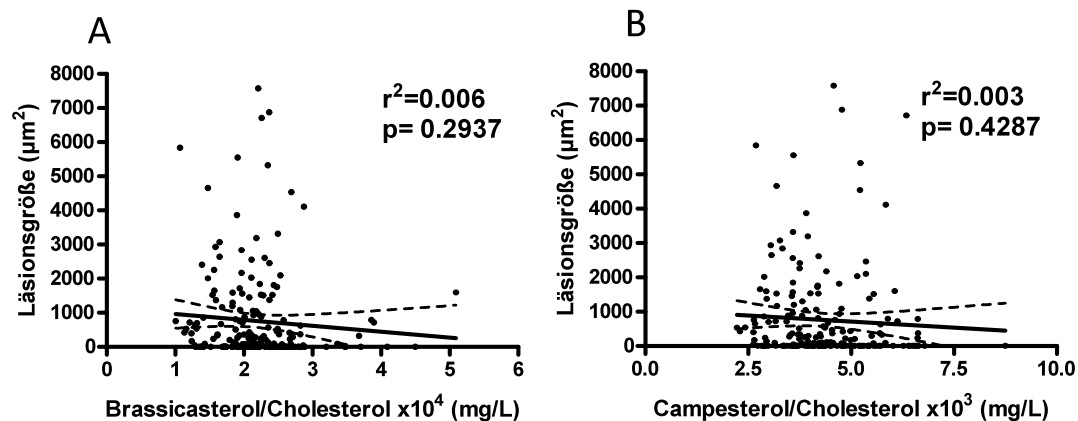 A
r²=0.006
p= 0.2937
Läsionsgröße (µm²)
8000
7000
6000
5000
4000
3000
2000
1000
0
0 1 2 3 4 5 6
Brassicasterol/Cholesterol x10⁴ (mg/L)
B
r²=0.003
p= 0.4287
Läsionsgröße (µm²)
8000
7000
6000
5000
4000
3000
2000
1000
0
0.0 2.5 5.0 7.5 10.0
Campesterol/Cholesterol x10³ (mg/L)